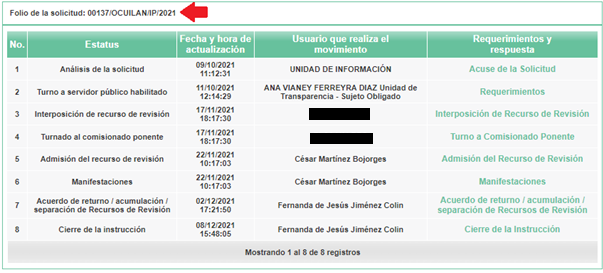 Folio de la solicitud: 00137/OCUILAN/IP/2021
No. Estatus Fecha y hora de actualización Usuario que realiza el movimiento Requerimientos y respuesta
1 Análisis de la solicitud 09/10/2021 11:12:31 UNIDAD DE INFORMACIÓN Acuse de la Solicitud
2 Turno a servidor público habilitado 11/10/2021 12:14:29 ANA VIANEY FERREYRA DIAZ Unidad de Transparencia - Sujeto Obligado Requerimientos
3 Interposición de recurso de revisión 17/11/2021 18:17:30 Interposición de Recurso de Revisión
4 Turnado al comisionado ponente 17/11/2021 18:17:30 Turno a Comisionado Ponente
5 Admisión del recurso de revisión 22/11/2021 10:17:03 César Martínez Bojorges Admisión del Recurso de Revisión
6 Manifestaciones 22/11/2021 10:17:03 César Martínez Bojorges Manifestaciones
7 Acuerdo de returno / acumulación / separación de Recursos de Revisión 02/12/2021 17:21:50 Fernanda de Jesús Jiménez Colin Acuerdo de returno / acumulación / separación de Recursos de Revisión
8 Cierre de la instrucción 08/12/2021 15:48:05 Fernanda de Jesús Jiménez Colin Cierre de la instrucción
Mostrando 1 al 8 de 8 registros